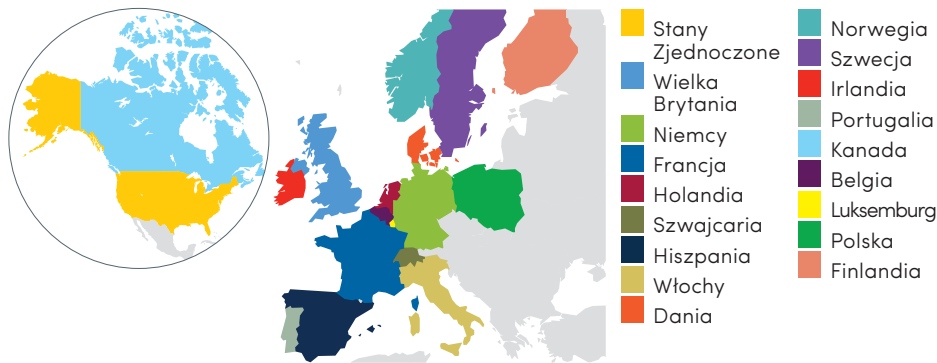 Stany
Zjednoczone
Wielka
Brytania
Niemcy
Francja
Holandia
Szwajcaria
Hiszpania
Włochy
Dania
Norwegia
Szwecja
Irlandia
Portugalia
Kanada
Belgia
Luksemburg
Polska
Finlandia